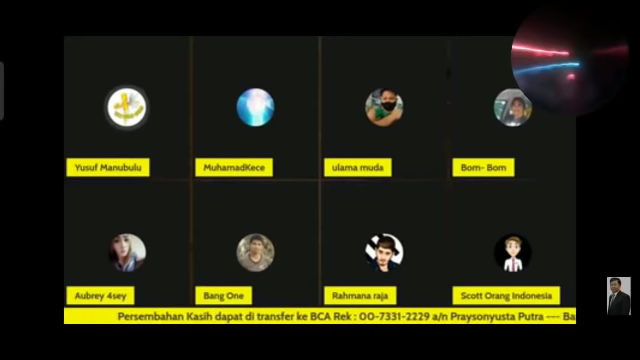 Yusuf Manubulu
MuhamadKece
ulama muda
Bom- Bom
Aubrey 4sey
Bang One
Rahmana raja
Scott Orang Indonesia
Persembahan Kasih dapat di transfer ke BCA Rek : 00-7331-2229 a/n Praysonyusta Putra --- Ba